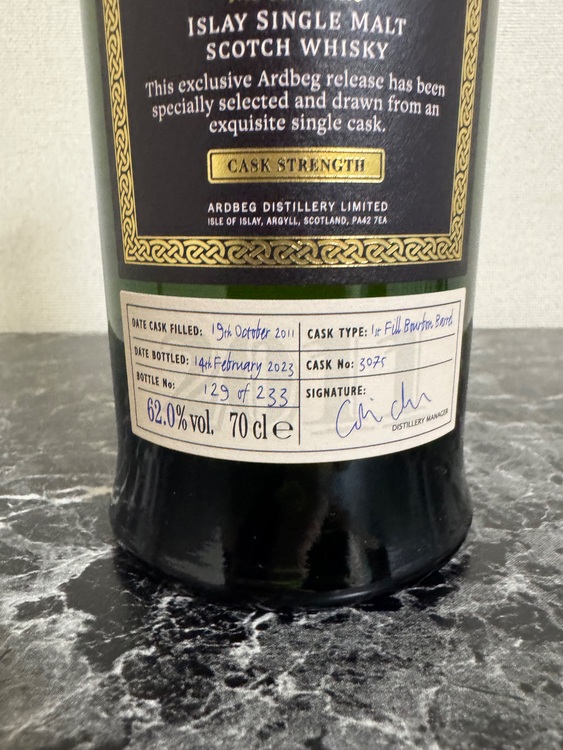 ISLAY SINGLE MALT
SCOTCH WHISKY
This exclusive Ardbeg release has been
specially selected and drawn from an
exquisite single cask.
CASK STRENGTH
ARDBEG DISTILLERY LIMITED
ISLE OF ISLAY, ARGYLL, SCOTLAND, PA42 7EA
DATE CASK FILLED: 19th October 2011
DATE BOTTLED: 14th February 2023
BOTTLE No: 129 of 233
62.0% vol. 70 cl ℮
CASK TYPE: 1st Fill Bourbon Barrel
CASK No: 3075
SIGNATURE:
DISTILLERY MANAGER